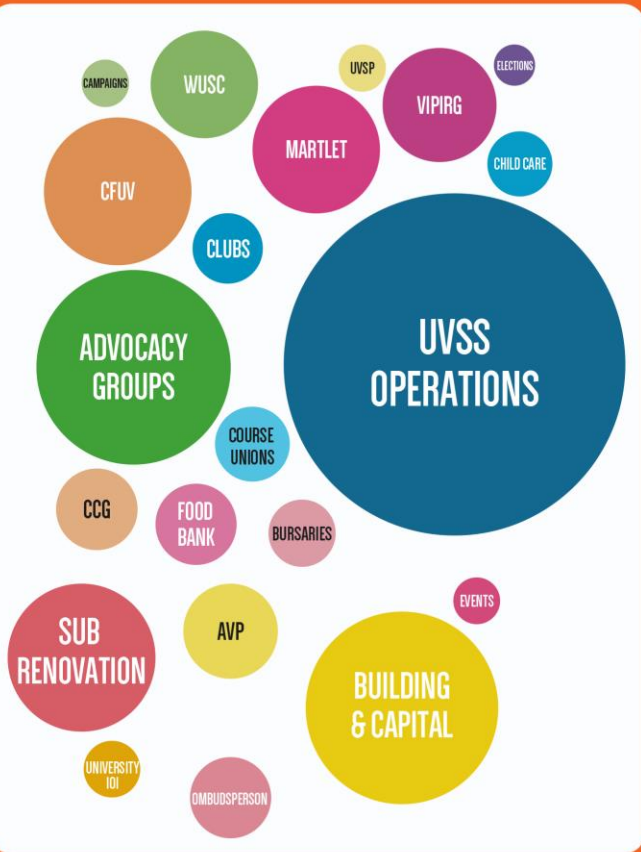 CAMPAIGNS
WUSC
UVSP
VIPIRG
ELECTIONS
MARTLET
CHILD CARE
CFUV
CLUBS
UVSS
OPERATIONS
ADVOCACY
GROUPS
COURSE
UNIONS
CCG
FOOD
BANK
BURSARIES
EVENTS
SUB
RENOVATION
AVP
BUILDING
& CAPITAL
UNIVERSITY
101
OMBUDSPERSON